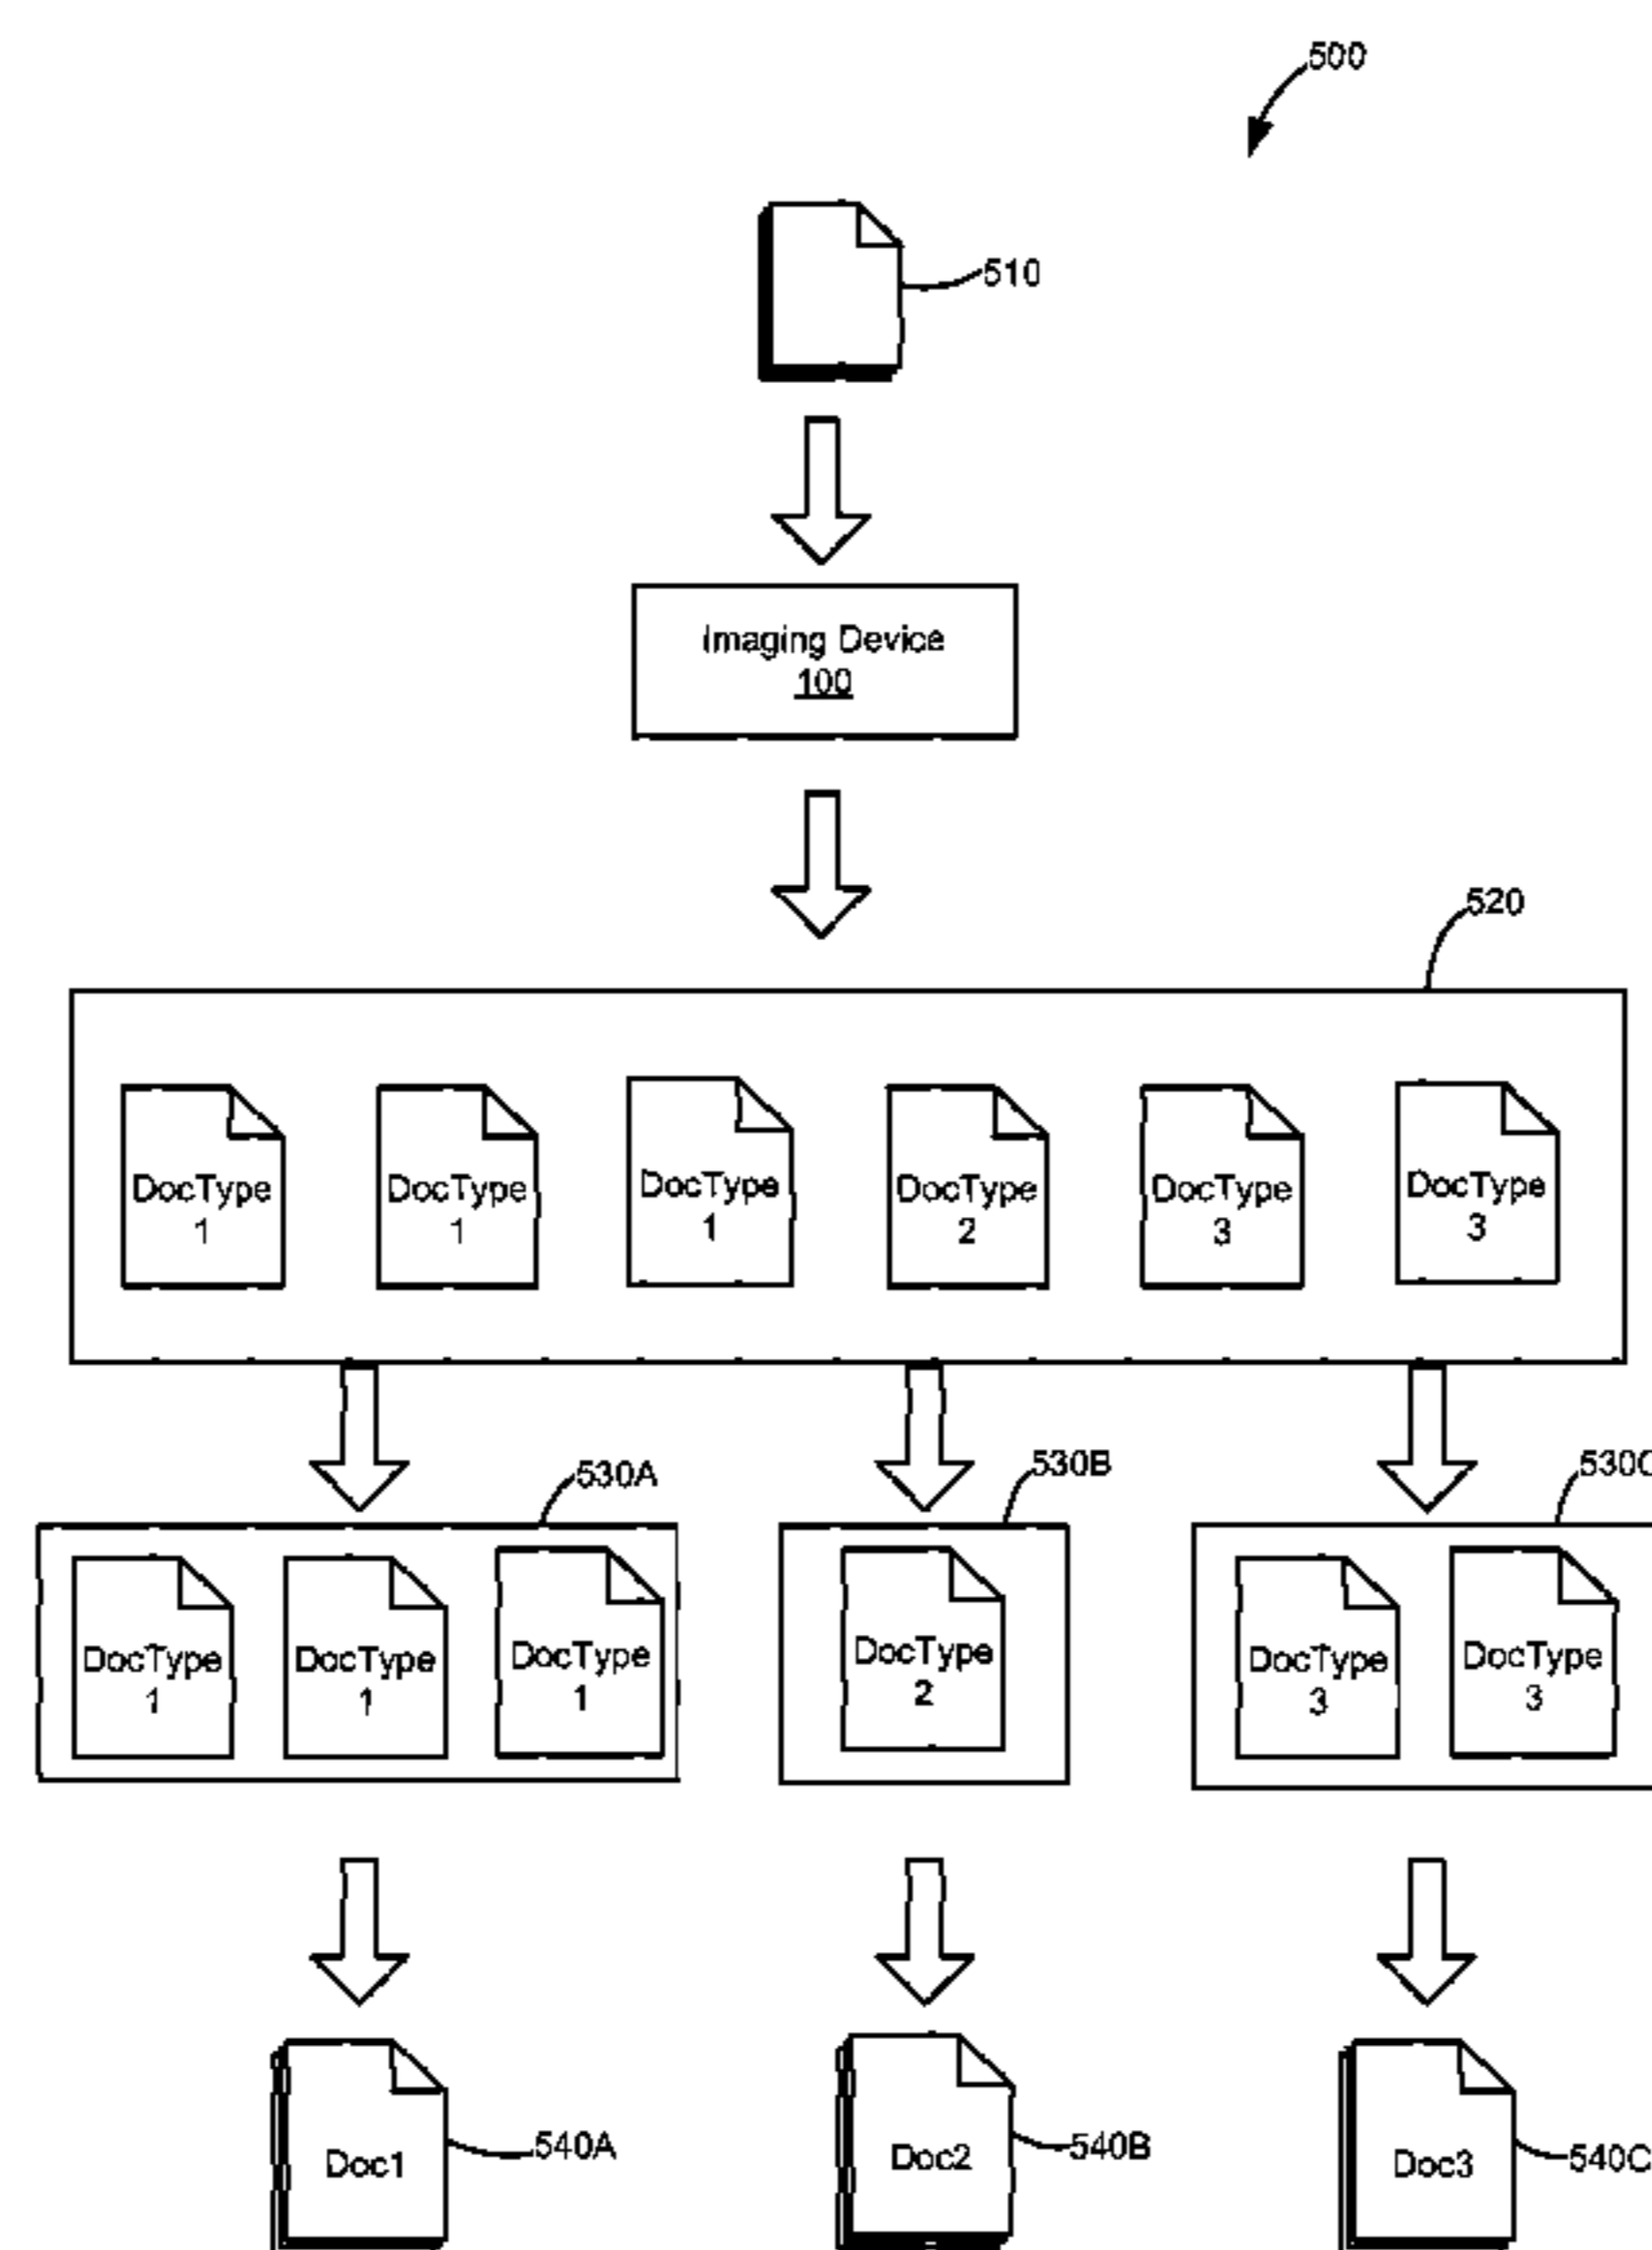 500
510
Imaging Device
100
520
DocType
1
DocType
1
DocType
1
DocType
2
DocType
3
DocType
3
530A
530B
530C
DocType
1
DocType
1
DocType
1
DocType
2
DocType
3
DocType
3
Doc1
540A
Doc2
540B
Doc3
540C